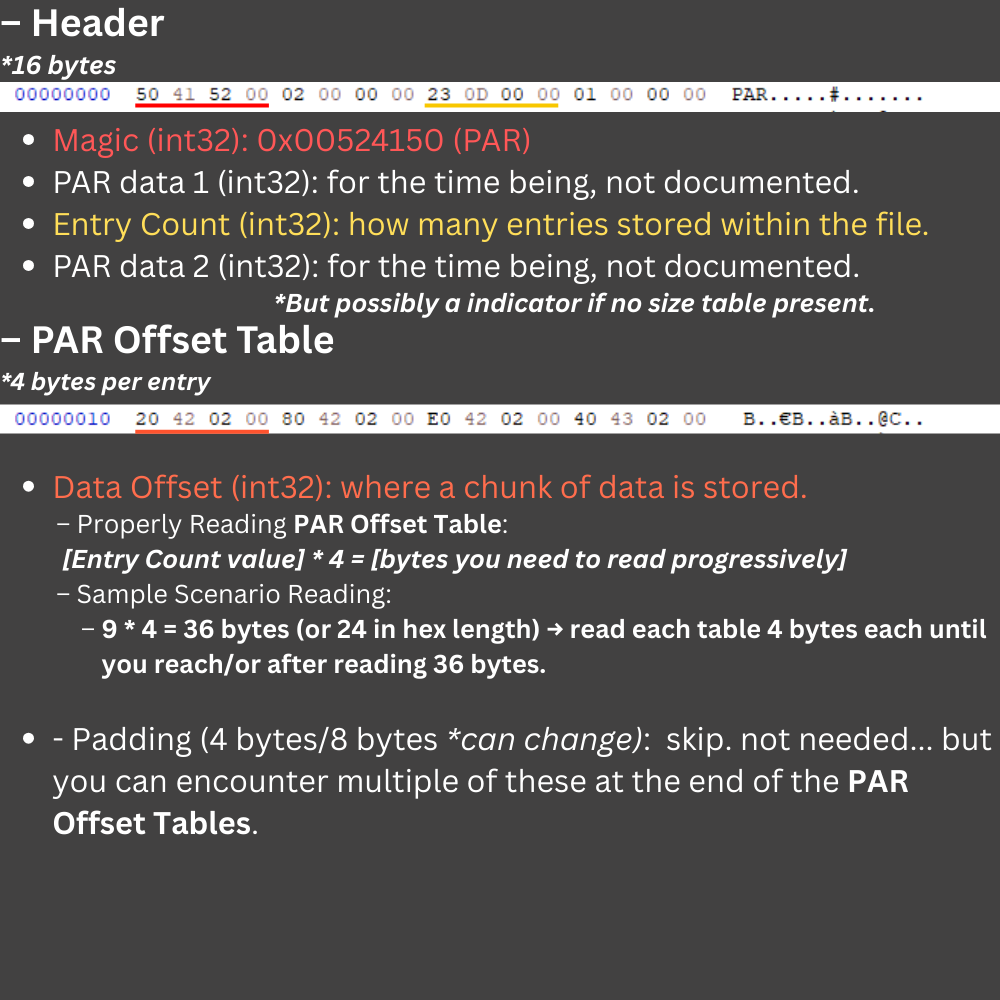 – Header
*16 bytes
00000000 50 41 52 00 02 00 00 00 23 0D 00 00 01 00 00 00 PAR.....#.......
• Magic (int32): 0x00524150 (PAR)
• PAR data 1 (int32): for the time being, not documented.
• Entry Count (int32): how many entries stored within the file.
• PAR data 2 (int32): for the time being, not documented.
*But possibly a indicator if no size table present.
– PAR Offset Table
*4 bytes per entry
00000010 20 42 02 00 80 42 02 00 E0 42 02 00 40 43 02 00 B..€B..àB..@C..
• Data Offset (int32): where a chunk of data is stored.
– Properly Reading PAR Offset Table:
[Entry Count value] * 4 = [bytes you need to read progressively]
– Sample Scenario Reading:
– 9 * 4 = 36 bytes (or 24 in hex length) → read each table 4 bytes each until
you reach/or after reading 36 bytes.
• - Padding (4 bytes/8 bytes *can change): skip. not needed... but
you can encounter multiple of these at the end of the PAR
Offset Tables.